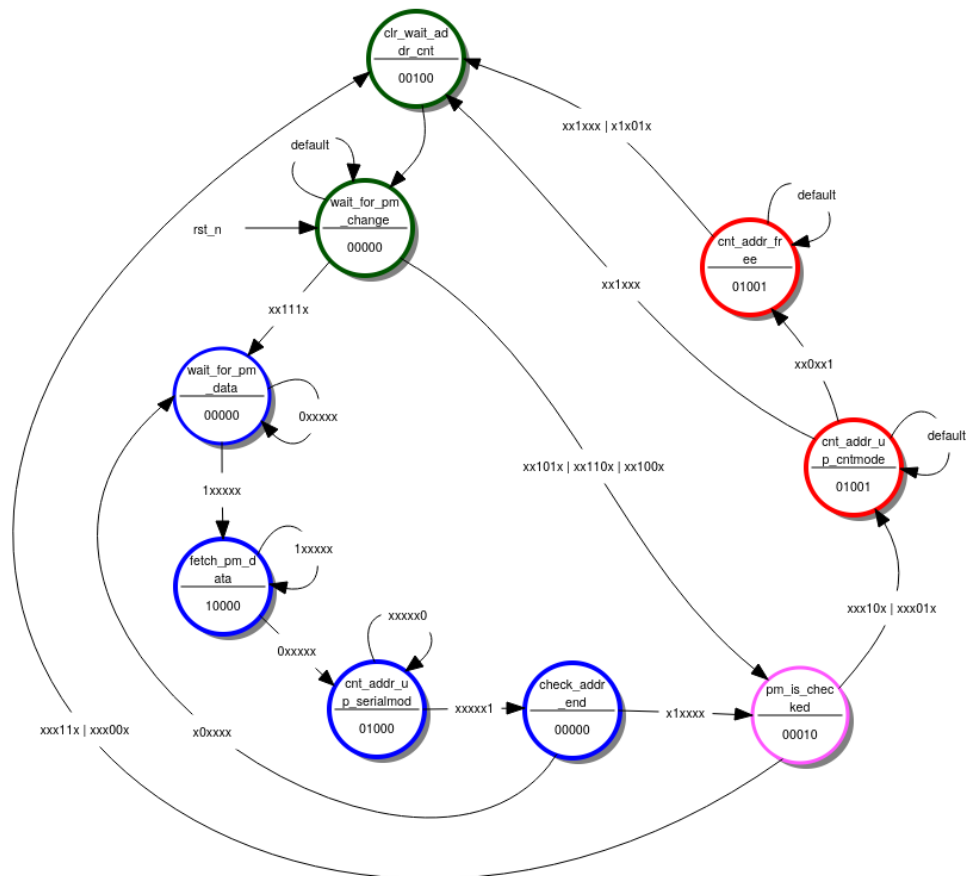 clr_wait_ad
dr_cnt
00100
xx1xxx | x1x01x
default
wait_for_pm
_change
00000
rst_n
default
cnt_addr_fr
ee
01001
xx1xxx
xx111x
xx0xx1
wait_for_pm
_data
00000
0xxxxx
cnt_addr_u
p_cntmode
01001
default
xx101x | xx110x | xx100x
1xxxxx
fetch_pm_d
ata
10000
1xxxxx
xxx10x | xxx01x
xxxxx0
0xxxxx
cnt_addr_u
p_serialmod
01000
xxxxx1
check_addr
_end
00000
x1xxxx
pm_is_chec
ked
00010
xxx11x | xxx00x
x0xxxx